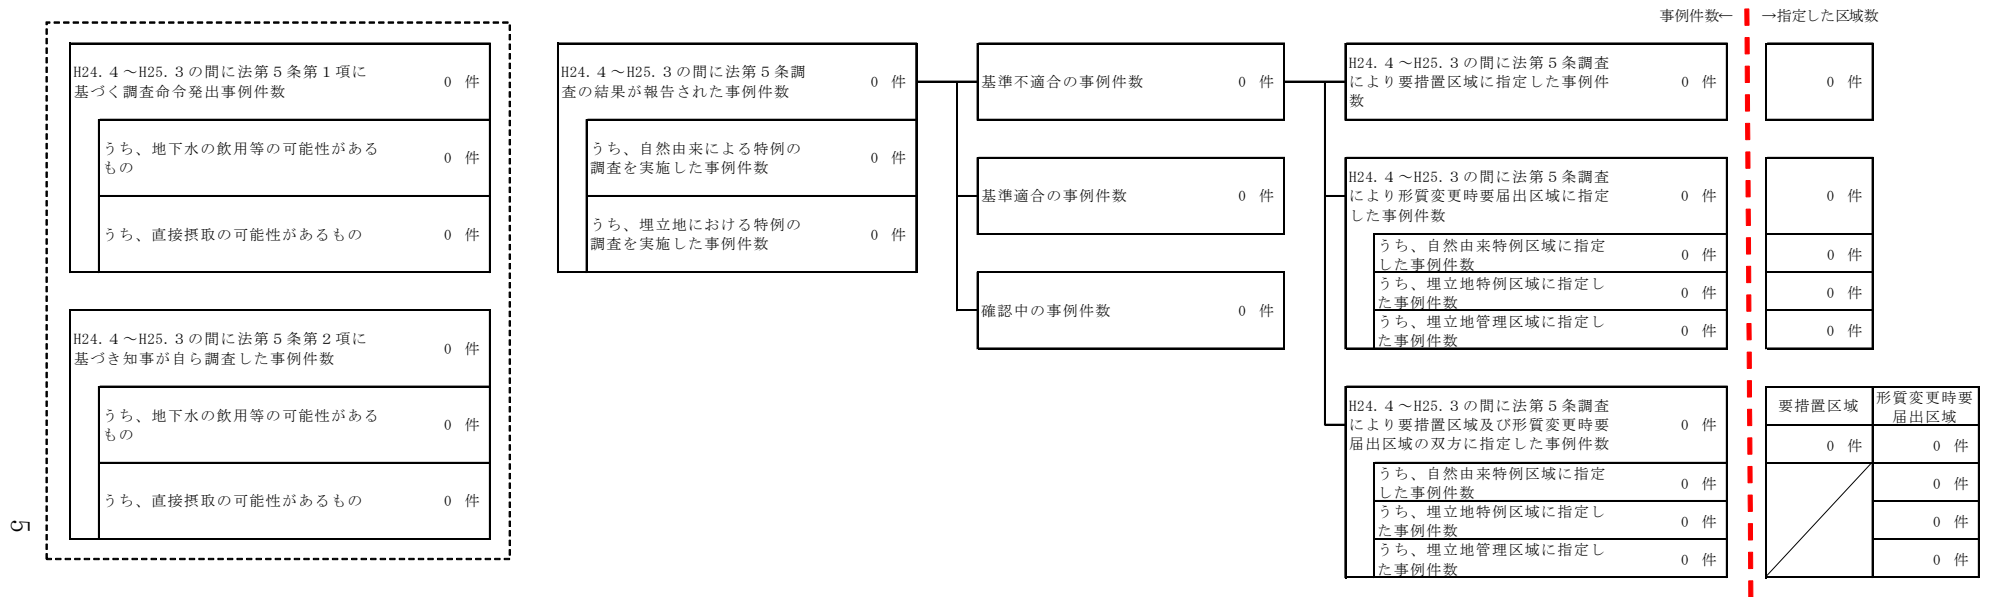 事例件数← →指定した区域数
H24.4～H25.3の間に法第5条第1項に
基づく調査命令発出事例件数
0 件
うち、地下水の飲用等の可能性がある
もの
0 件
うち、直接摂取の可能性があるもの 0 件
H24.4～H25.3の間に法第5条第2項に
基づき知事が自ら調査した事例件数
0 件
うち、地下水の飲用等の可能性がある
もの
0 件
うち、直接摂取の可能性があるもの 0 件
H24.4～H25.3の間に法第5条調
査の結果が報告された事例件数
0 件
うち、自然由来による特例の
調査を実施した事例件数
0 件
うち、埋立地における特例の
調査を実施した事例件数
0 件
基準不適合の事例件数 0 件
基準適合の事例件数 0 件
確認中の事例件数 0 件
H24.4～H25.3の間に法第5条調査
により要措置区域に指定した事例件
数
0 件
0 件
H24.4～H25.3の間に法第5条調査
により形質変更時要届出区域に指定
した事例件数
0 件
0 件
うち、自然由来特例区域に指定
した事例件数
0 件
0 件
うち、埋立地特例区域に指定し
た事例件数
0 件
0 件
うち、埋立地管理区域に指定し
た事例件数
0 件
0 件
H24.4～H25.3の間に法第5条調査
により要措置区域及び形質変更時要
届出区域の双方に指定した事例件数
0 件
要措置区域
形質変更時要
届出区域
0 件 0 件
うち、自然由来特例区域に指定
した事例件数
0 件
0 件
うち、埋立地特例区域に指定し
た事例件数
0 件
0 件
うち、埋立地管理区域に指定し
た事例件数
0 件
0 件
5